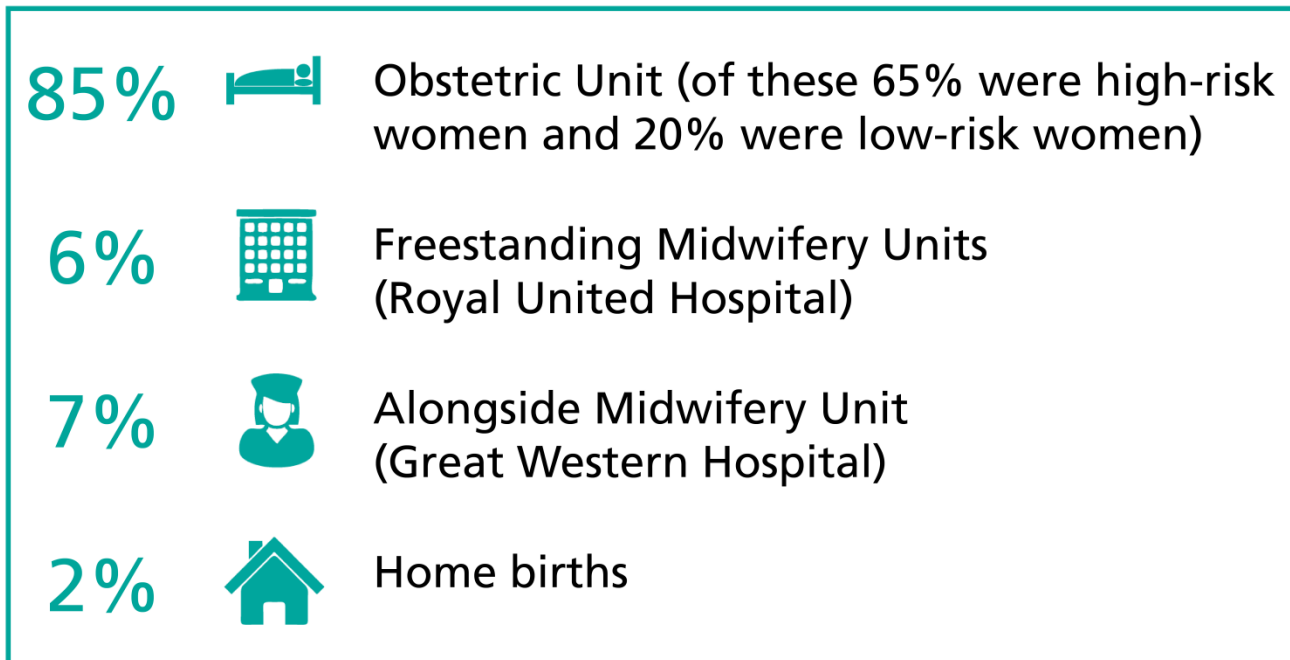 85%
Obstetric Unit (of these 65% were high-risk
women and 20% were low-risk women)
6%
Freestanding Midwifery Units
(Royal United Hospital)
7%
Alongside Midwifery Unit
(Great Western Hospital)
2%
Home births